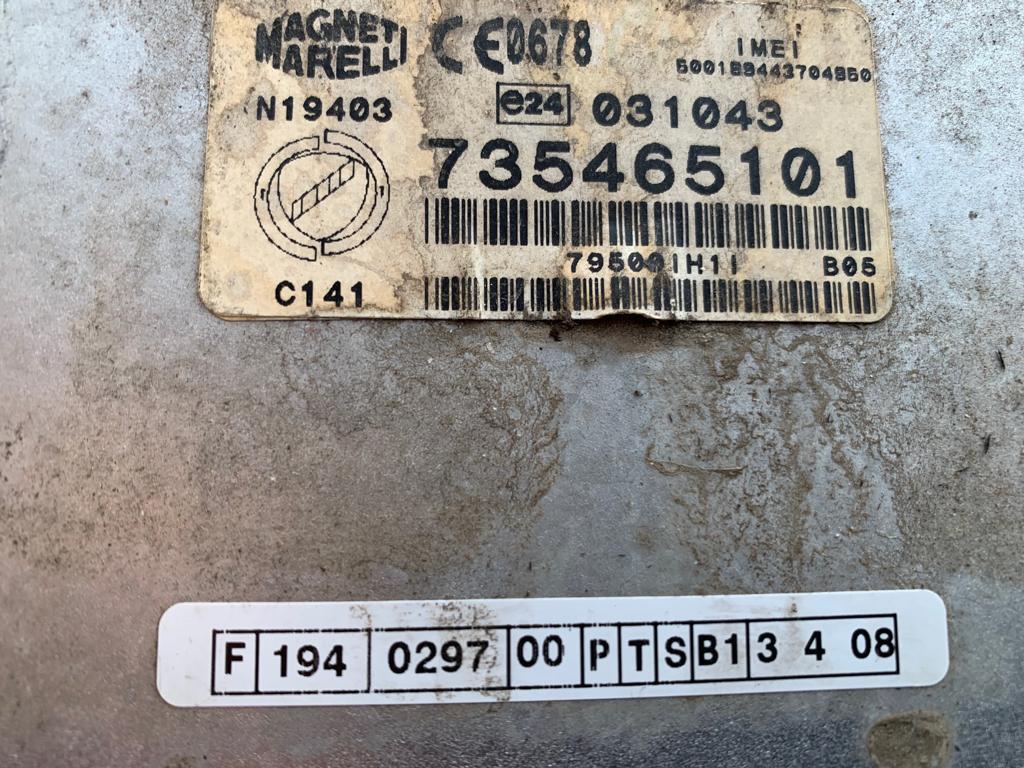 MAGNETI MARELLI
CE0678
IMEI
N19403
e24 031043
735465101
B05
C141
F 194 0297 00 P T S B1 3 4 08